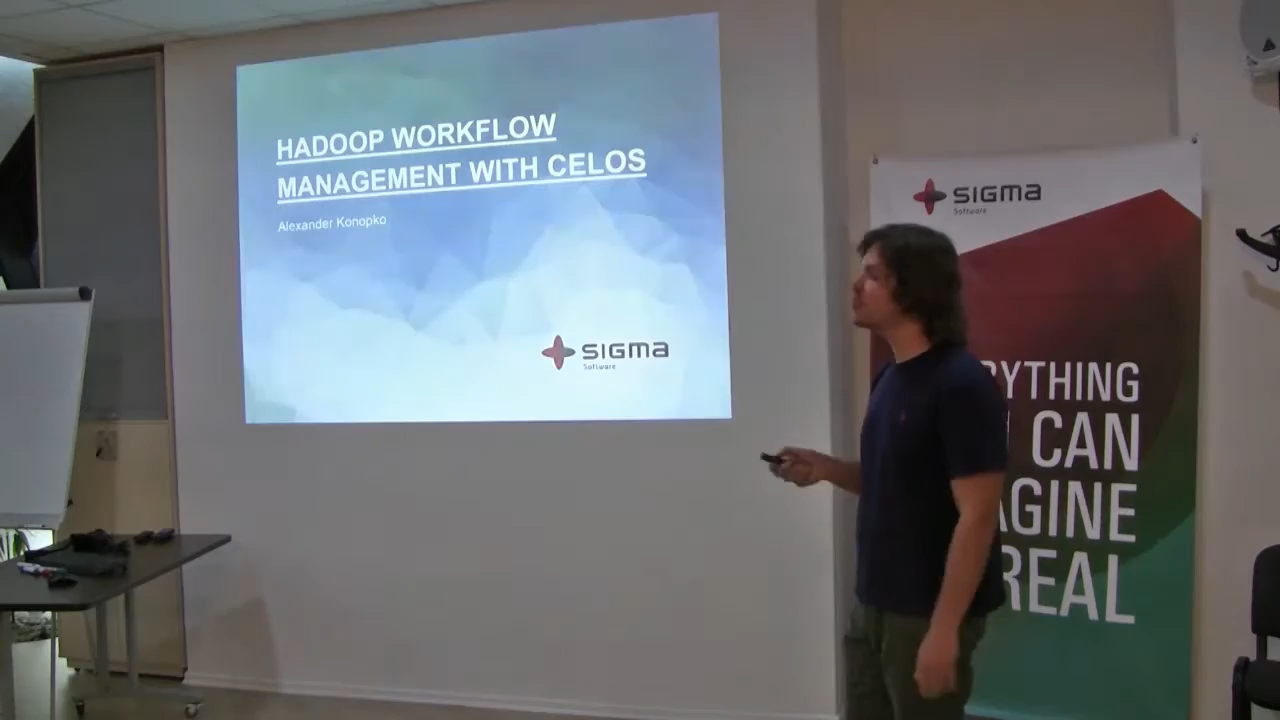 HADOOP WORKFLOW
MANAGEMENT WITH CELOS
Alexander Konopko
SIGMA
Software
SIGMA
Software
RYTHING
CAN
AGINE
REAL